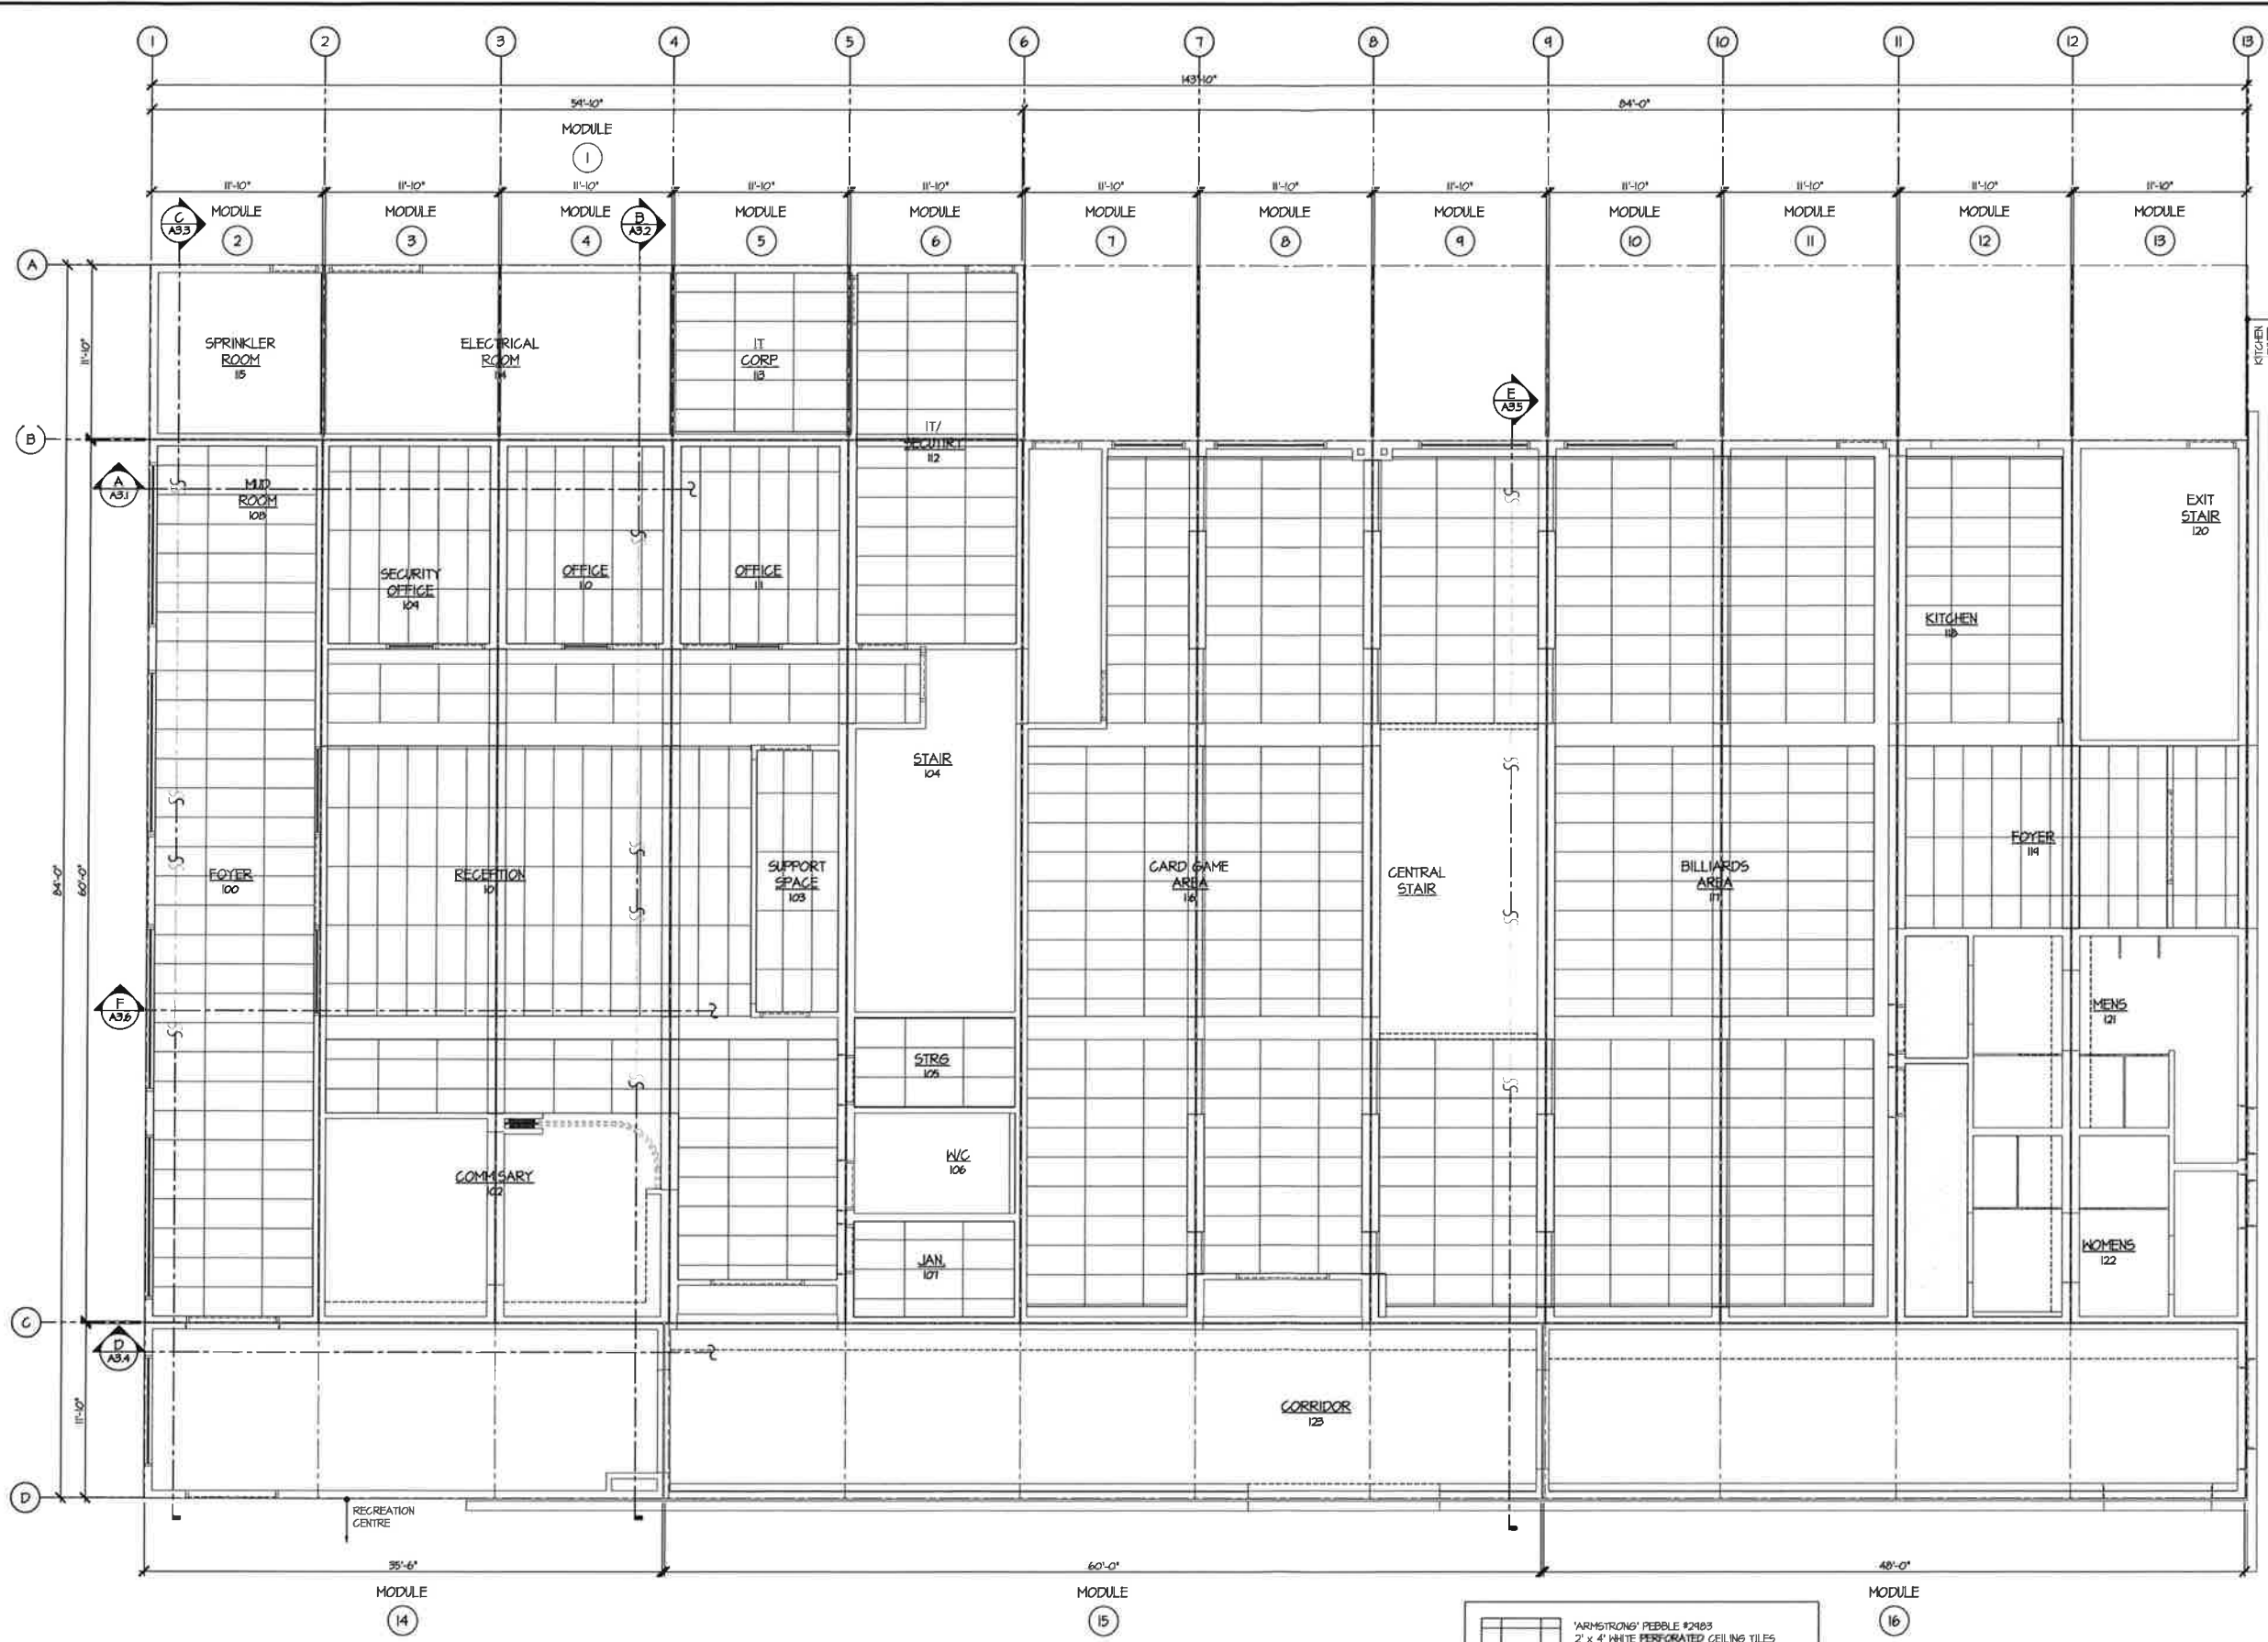 1 2 3 4 5 6 7 8 9 10 11 12 13
143'-10"
59'-10" 84'-0"
MODULE
1
11'-10" 11'-10" 11'-10" 11'-10" 11'-10" 11'-10" 11'-10" 11'-10" 11'-10" 11'-10" 11'-10" 11'-10"
MODULE MODULE MODULE MODULE MODULE MODULE MODULE MODULE MODULE MODULE MODULE MODULE
2 3 4 5 6 7 8 9 10 11 12 13
C
A3.3
B
A3.2
A
11'-10"
SPRINKLER
ROOM
115
ELECTRICAL
ROOM
114
IT
CORP.
113
KITCHEN
E
A3.5
B
IT/
SECUTIRY
112
A
A3.1
MUD
ROOM
108
EXIT
STAIR
120
SECURITY
OFFICE
109
OFFICE
110
OFFICE
111
KITCHEN
118
STAIR
104
84'-0"
60'-0"
FOYER
100
RECEPTION
101
SUPPORT
SPACE
103
CARD GAME
AREA
116
CENTRAL
STAIR
BILLIARDS
AREA
117
FOYER
119
F
A3.6
MENS
121
STRG
105
W/C
106
COMMISARY
102
JAN.
107
WOMENS
122
C
D
A3.4
11'-10"
CORRIDOR
123
D
RECREATION
CENTRE
35'-6" 60'-0" 48'-0"
MODULE MODULE MODULE
14 15 16
'ARMSTRONG' PEBBLE #2983
2' x 4' WHITE PERFORATED CEILING TILES